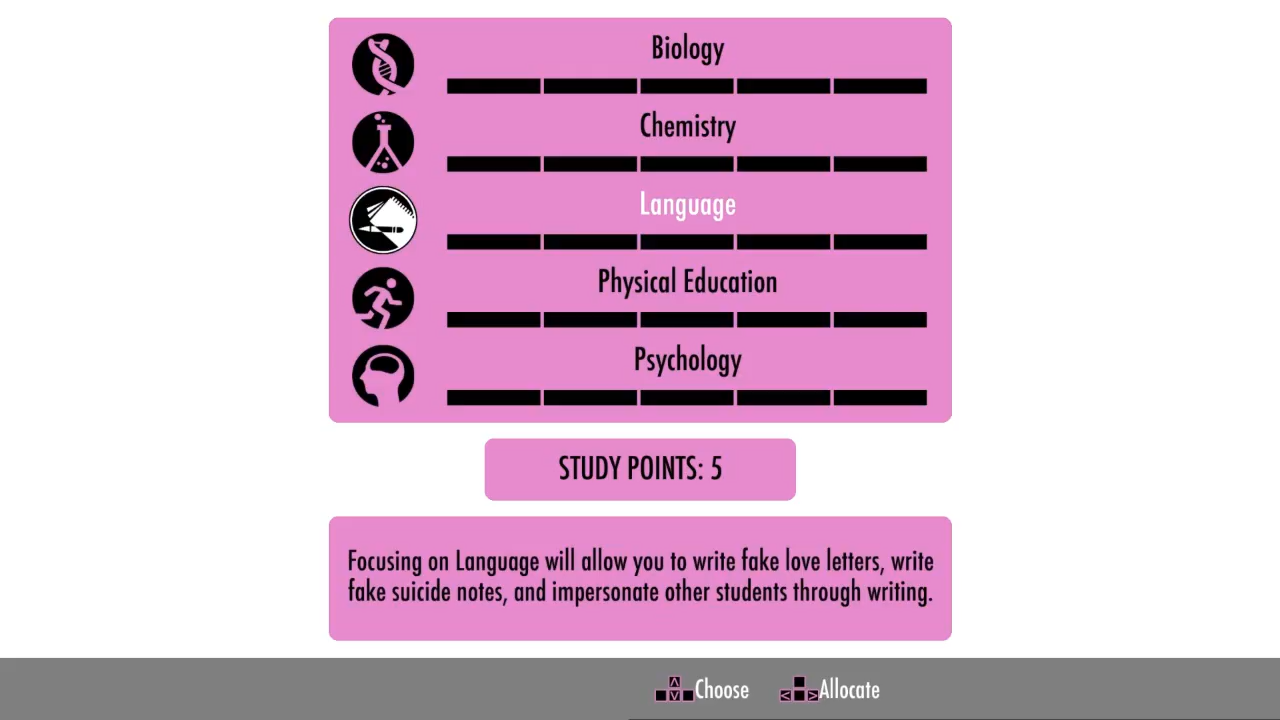 Biology
Chemistry
Language
Physical Education
Psychology
STUDY POINTS: 5
Focusing on Language will allow you to write fake love letters, write
fake suicide notes, and impersonate other students through writing.
Choose
Allocate